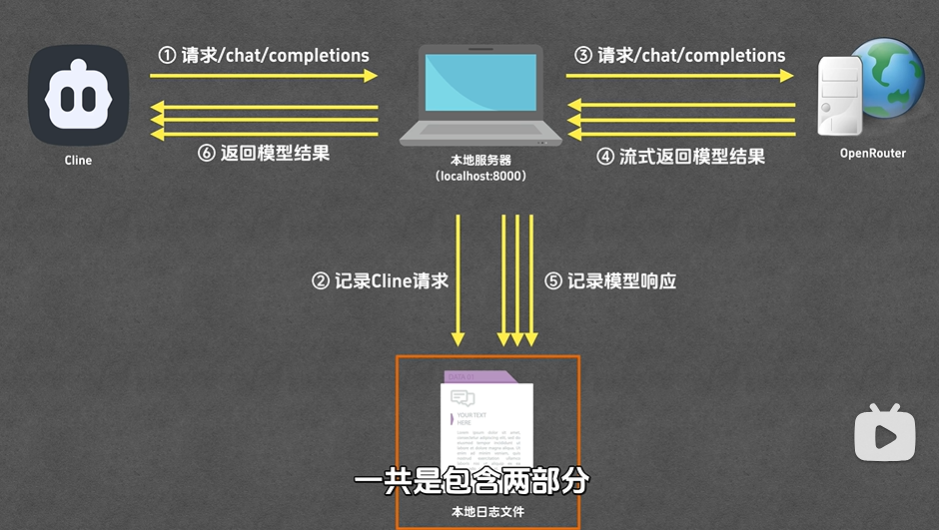 ① 请求/chat/completions
③ 请求/chat/completions
⑥ 返回模型结果
④ 流式返回模型结果
Cline
本地服务器
(localhost:8000)
OpenRouter
② 记录Cline请求
⑤ 记录模型响应
YOUR TEXT
HERE
一共是包含两部分
本地日志文件